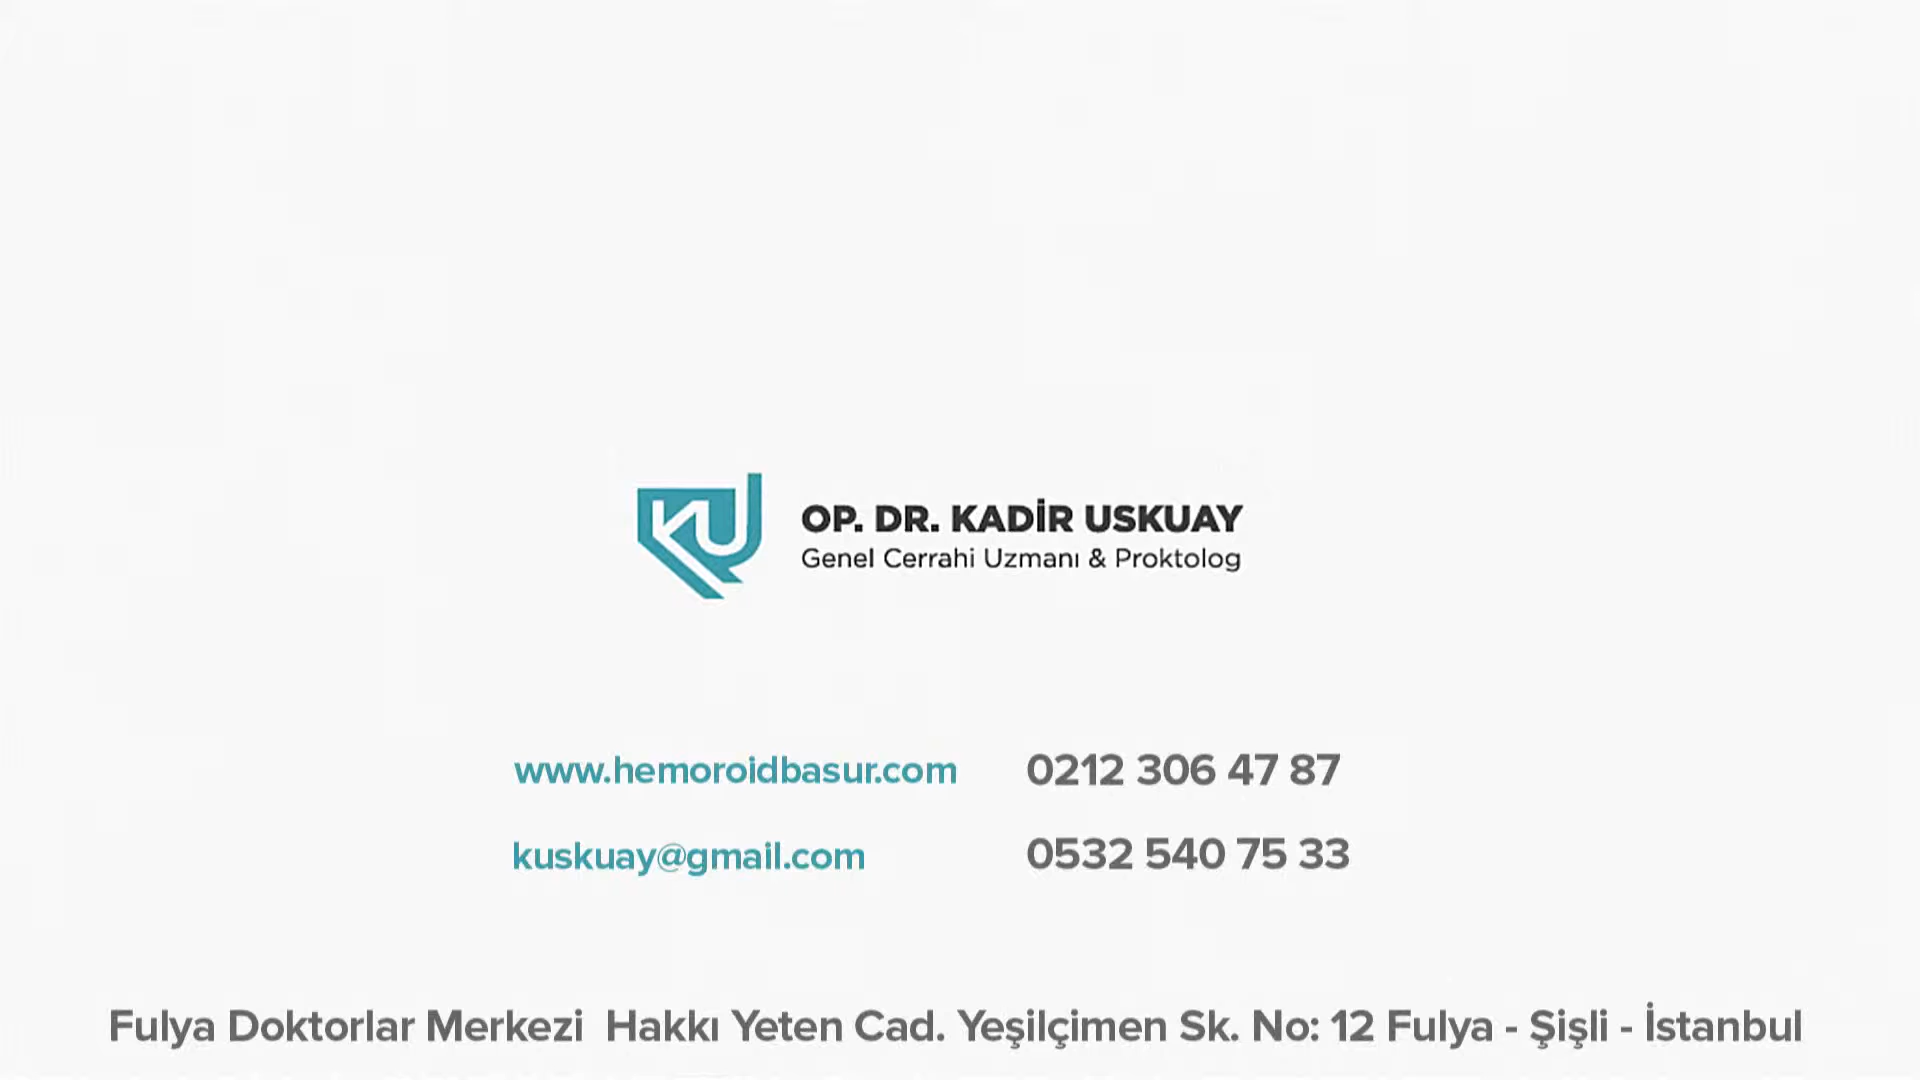 KU
OP. DR. KADİR USKUAY
Genel Cerrahi Uzmanı & Proktolog
www.hemoroidbasur.com
0212 306 47 87
kuskuay@gmail.com
0532 540 75 33
Fulya Doktorlar Merkezi Hakkı Yeten Cad. Yeşilçimen Sk. No: 12 Fulya - Şişli - İstanbul